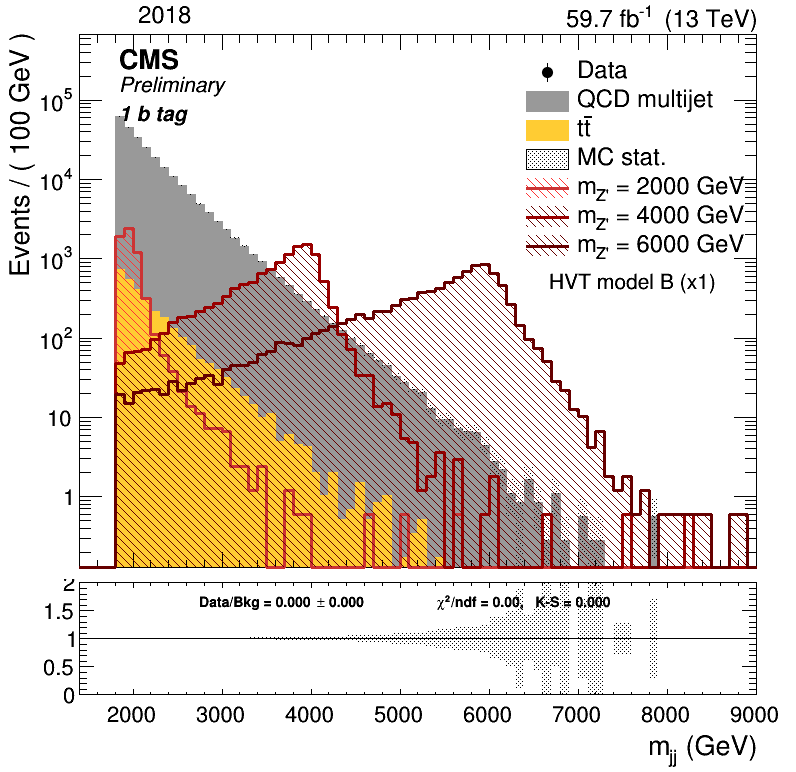 2018
59.7 fb⁻¹ (13 TeV)
CMS
Preliminary
1 b tag
Data
QCD multijet
tt̄
MC stat.
m_Z' = 2000 GeV
m_Z' = 4000 GeV
m_Z' = 6000 GeV
HVT model B (x1)
Events / ( 100 GeV )
10⁵
10⁴
10³
10²
10
1
Data/Bkg = 0.000 ± 0.000
χ²/ndf = 0.00, K-S = 0.000
2
1.5
1
0.5
0
2000 3000 4000 5000 6000 7000 8000 9000
m_jj (GeV)